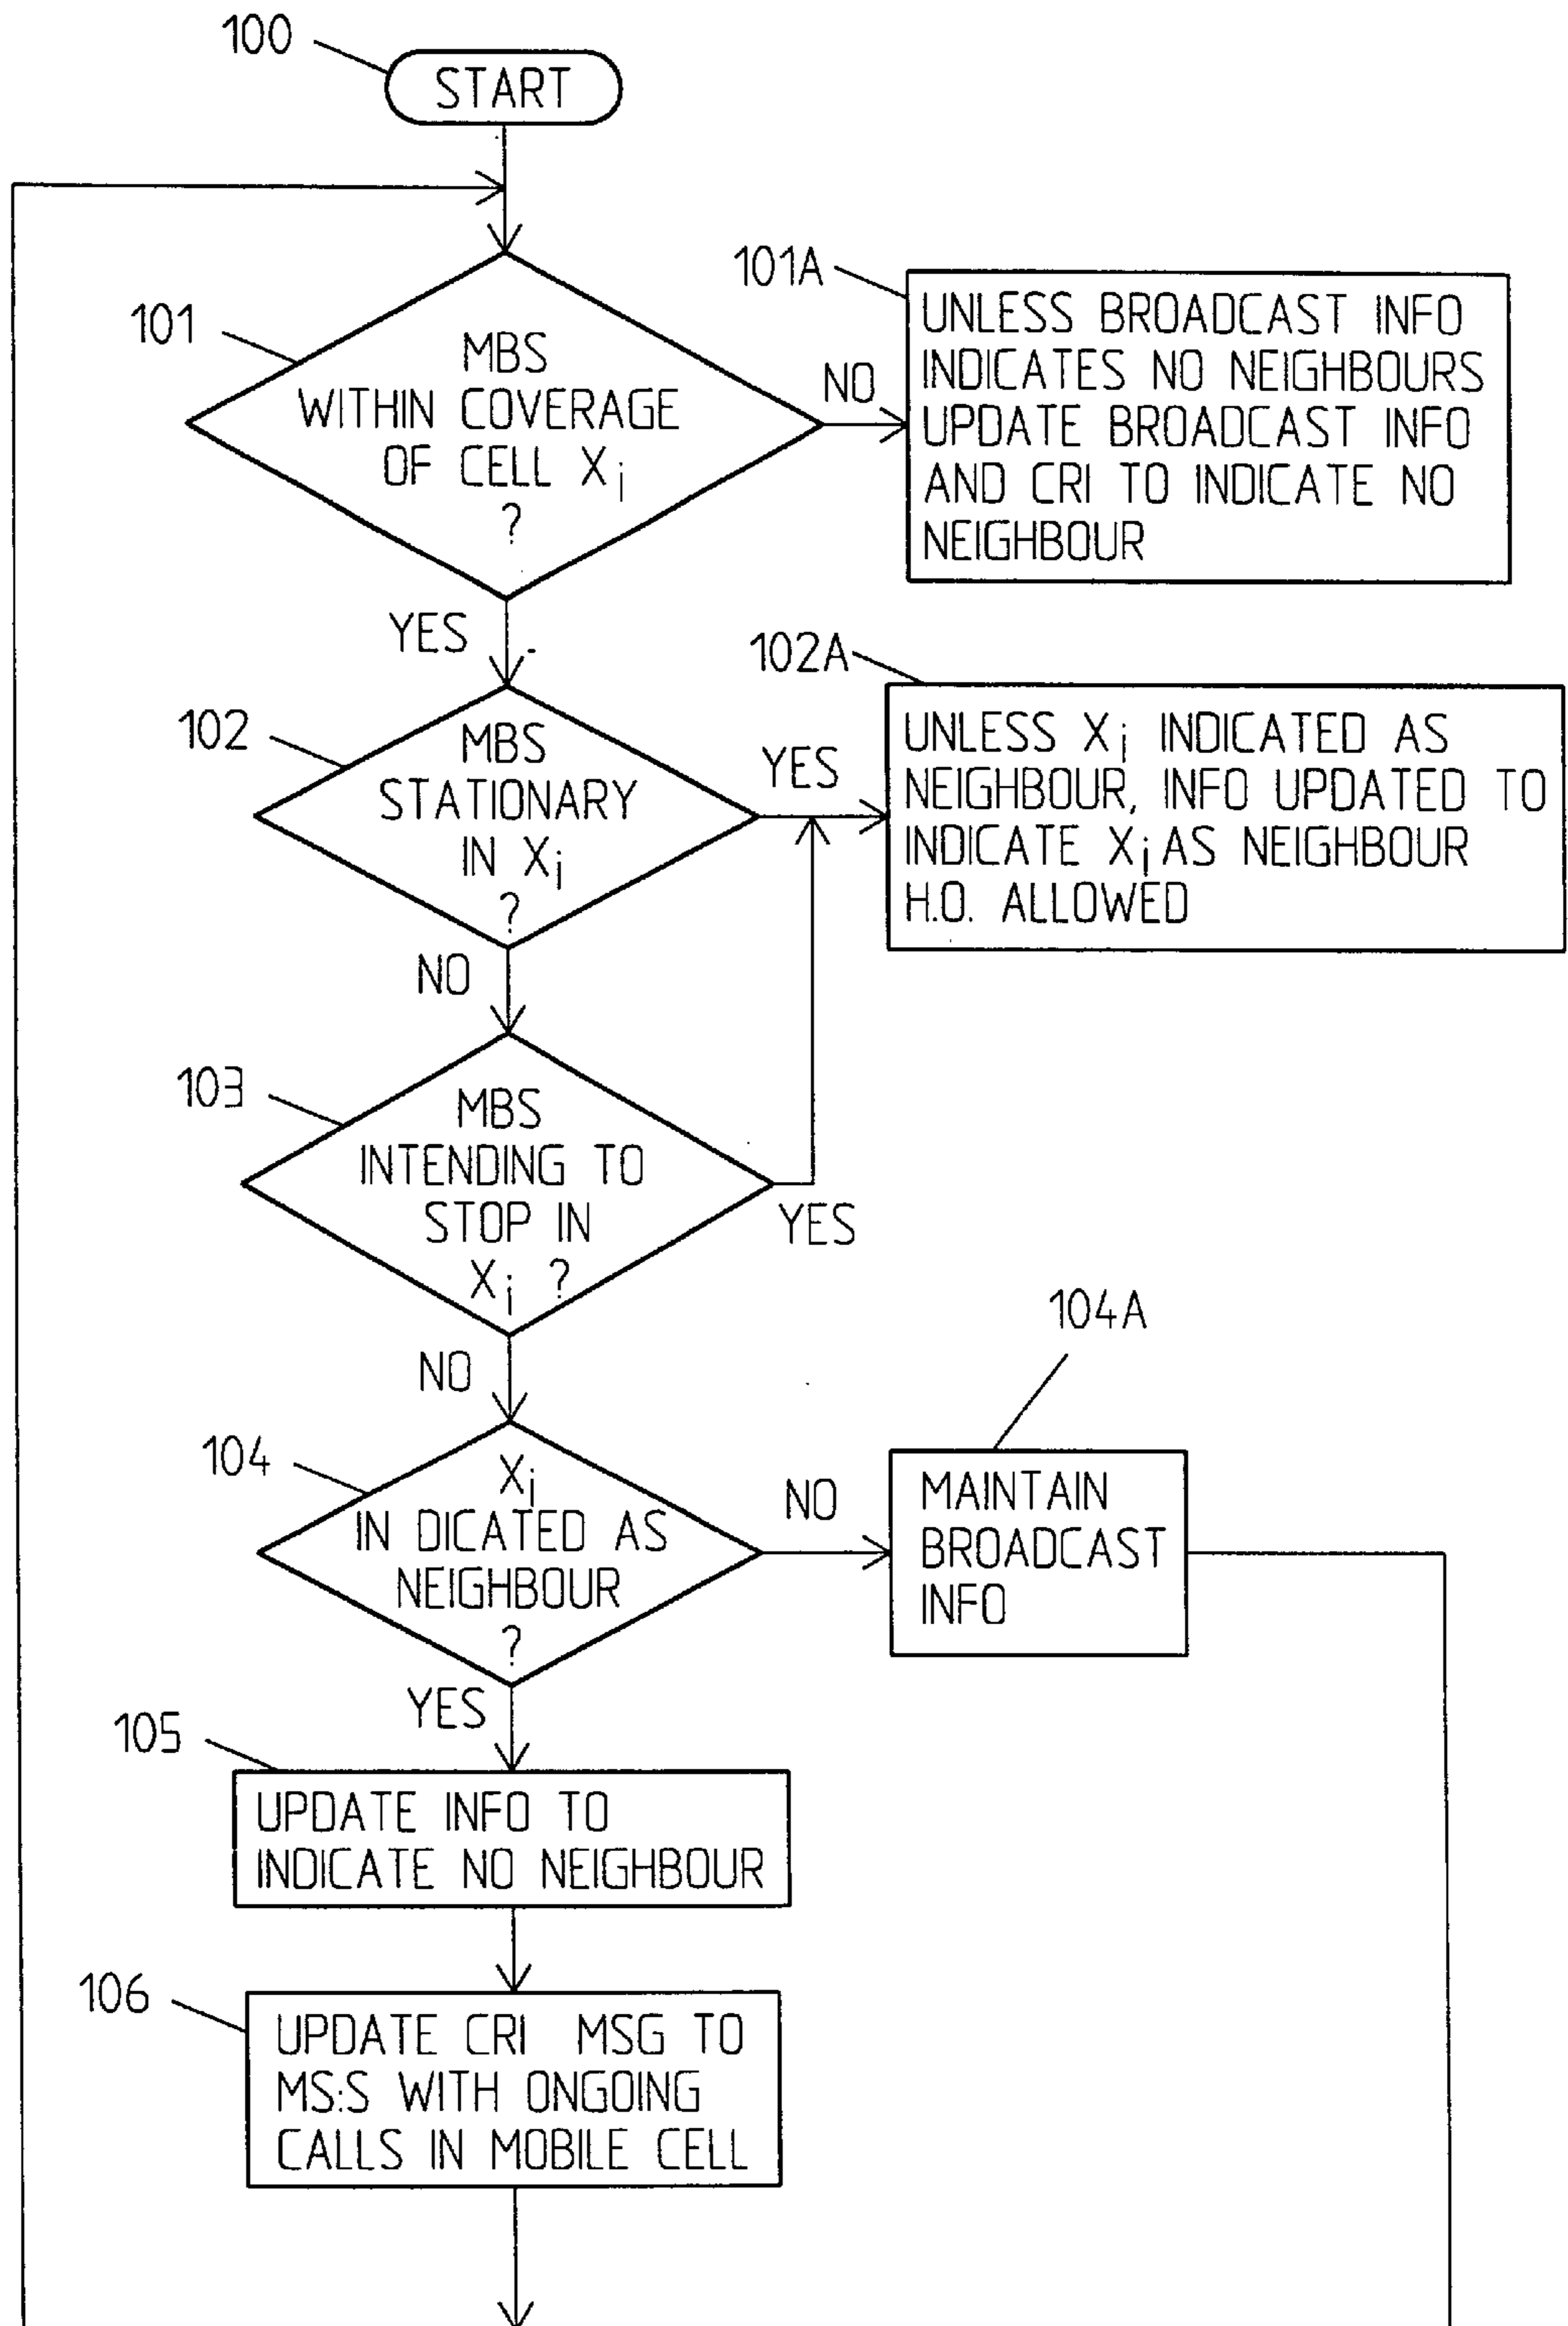 100
START
101
MBS
WITHIN COVERAGE
OF CELL Xi
?
NO
101A
UNLESS BROADCAST INFO
INDICATES NO NEIGHBOURS
UPDATE BROADCAST INFO
AND CRI TO INDICATE NO
NEIGHBOUR
YES
102
MBS
STATIONARY
IN Xi
?
YES
102A
UNLESS Xi INDICATED AS
NEIGHBOUR, INFO UPDATED TO
INDICATE Xi AS NEIGHBOUR
H.O. ALLOWED
NO
103
MBS
INTENDING TO
STOP IN
Xi ?
YES
NO
104
Xi
IN DICATED AS
NEIGHBOUR
?
NO
104A
MAINTAIN
BROADCAST
INFO
YES
105
UPDATE INFO TO
INDICATE NO NEIGHBOUR
106
UPDATE CRI MSG TO
MS:S WITH ONGOING
CALLS IN MOBILE CELL